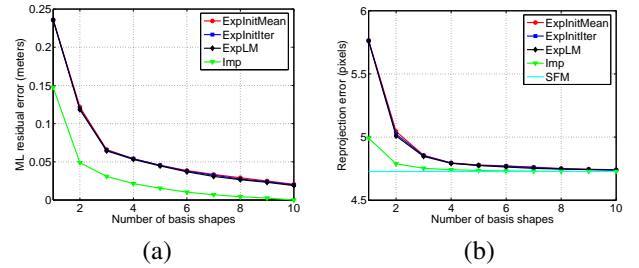 0.25
0.2
0.15
0.1
0.05
0
2 4 6 8 10
Number of basis shapes
ML residual error (meters)
ExpInitMean
ExpInitIter
ExpLM
Imp
(a)
6
5.5
5
4.5
2 4 6 8 10
Number of basis shapes
Reprojection error (pixels)
ExpInitMean
ExpInitIter
ExpLM
Imp
SFM
(b)